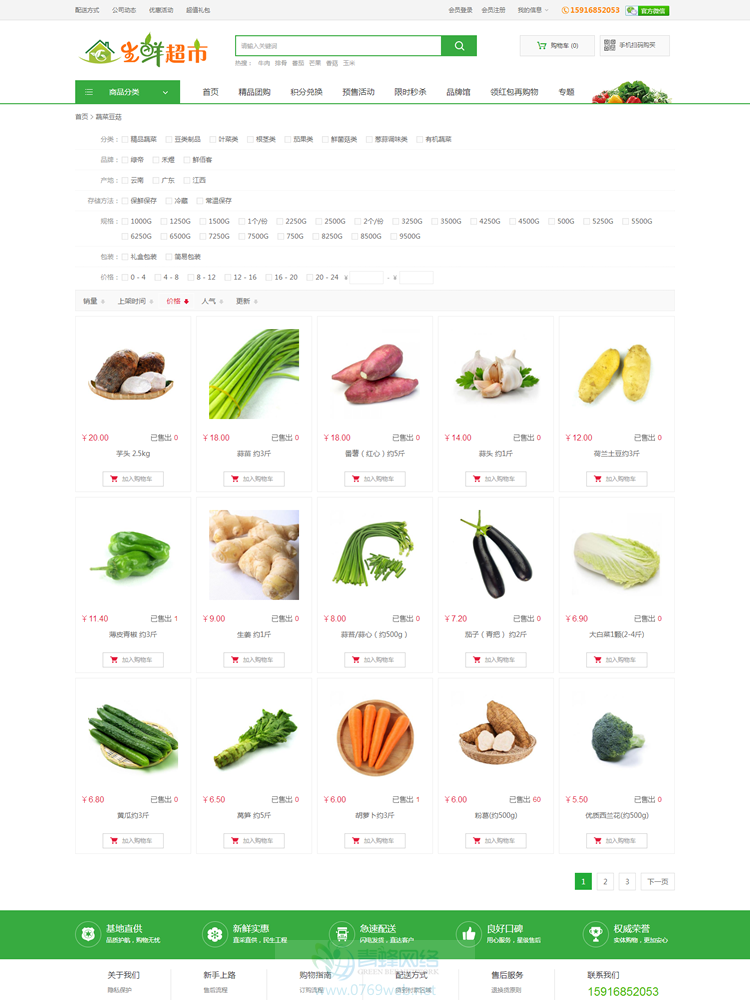 配送方式 公司动态 优惠活动 超值礼包 会员登录 会员注册 我的信息 15916852053 官方微信
生鲜超市
请输入关键词
购物车 (0) 手机扫码购买
热搜： 牛肉 排骨 番茄 芒果 香菇 玉米
商品分类 首页 精品团购 积分兑换 预售活动 限时秒杀 品牌馆 领红包再购物 专题
首页 > 蔬菜豆菇
分类： 精品蔬菜 豆类制品 叶菜类 根茎类 茄果类 鲜菌菇类 葱蒜调味类 有机蔬菜
品牌： 绿帝 禾煜 鲜佰客
产地： 云南 广东 江西
存储方法： 保鲜保存 冷藏 常温保存
规格： 1000G 1250G 1500G 1个/份 2250G 2500G 2个/份 3250G 3500G 4250G 4500G 500G 5250G 5500G
6250G 6500G 7250G 7500G 750G 8250G 8500G 9500G
包装： 礼盒包装 简易包装
价格： 0 - 4 4 - 8 8 - 12 12 - 16 16 - 20 20 - 24 ¥ - ¥
销量 上架时间 价格 人气 更新
¥20.00 已售出 0 ¥18.00 已售出 0 ¥18.00 已售出 0 ¥14.00 已售出 0 ¥12.00 已售出 0
芋头 2.5kg 蒜苗 约3斤 番薯（红心）约5斤 蒜头 约1斤 荷兰土豆约3斤
加入购物车 加入购物车 加入购物车 加入购物车 加入购物车
¥11.40 已售出 1 ¥9.00 已售出 0 ¥8.00 已售出 0 ¥7.20 已售出 0 ¥6.90 已售出 0
薄皮青椒 约3斤 生姜 约1斤 蒜苔/蒜心（约500g） 茄子（青把） 约2斤 大白菜1颗(2-4斤)
加入购物车 加入购物车 加入购物车 加入购物车 加入购物车
¥6.80 已售出 0 ¥6.50 已售出 0 ¥6.00 已售出 1 ¥6.00 已售出 60 ¥5.50 已售出 0
黄瓜约3斤 莴笋 约5斤 胡萝卜约3斤 粉葛(约500g) 优质西兰花(约500g)
加入购物车 加入购物车 加入购物车 加入购物车 加入购物车
1 2 3 下一页
基地直供 新鲜实惠 急速配送 良好口碑 权威荣誉
品质护航，购物无忧 直采直供，民生工程 闪电发货，直达客户 用心服务，星级售后 实体购物，更加安心
青蜂网络
GREEN BEE NETWORK
关于我们 新手上路 购物指南 配送方式 售后服务 联系我们
隐私保护 售后流程 订购流程 货到付款区域 退换货原则 15916852053
www.0769web.net